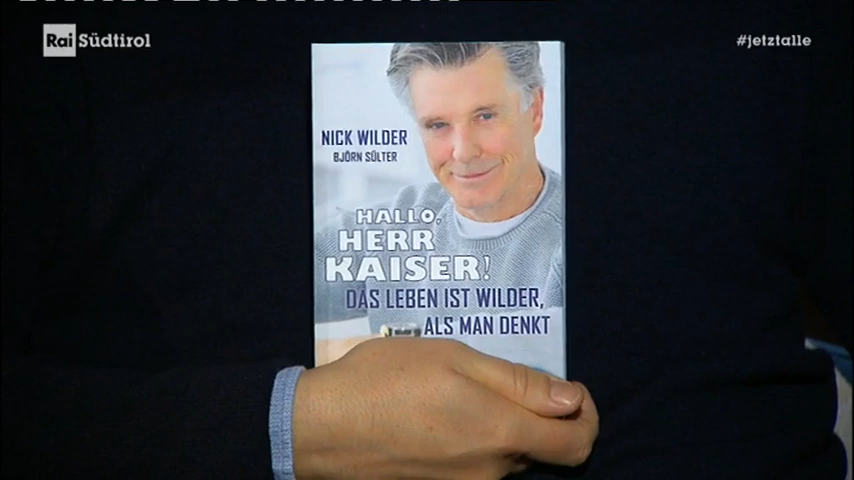 Rai Südtirol
#jetztalle
NICK WILDER
BJÖRN SÜLTER
HALLO,
HERR
KAISER!
DAS LEBEN IST WILDER,
ALS MAN DENKT